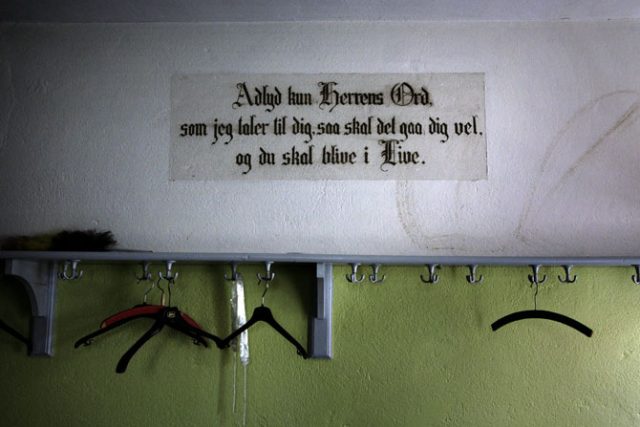 Adlyd kun Herrens Ord,
som jeg taler til dig, saa skal det gaa dig vel,
og du skal blive i Live.